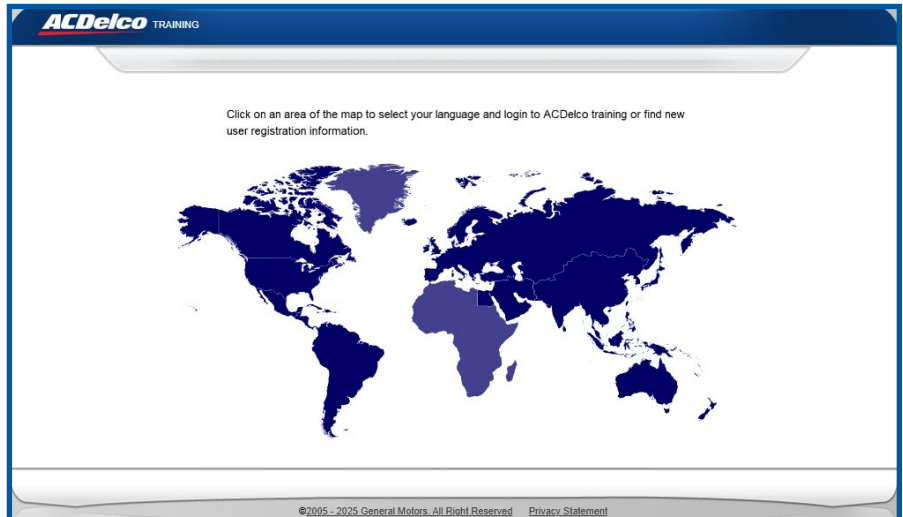 ACDelco TRAINING
Click on an area of the map to select your language and login to ACDelco training or find new
user registration information.
©2005 - 2025 General Motors. All Right Reserved Privacy Statement